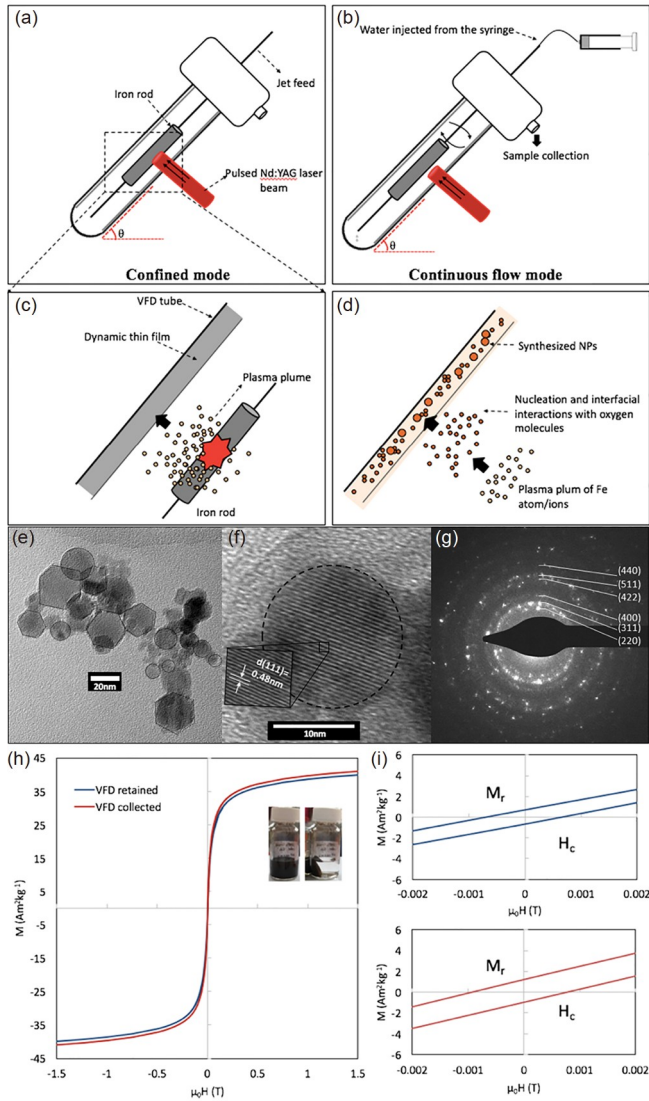 (a)
Iron rod
Jet feed
Pulsed Nd:YAG laser
beam
θ
Confined mode
(b)
Water injected from the syringe
Sample collection
θ
Continuous flow mode
(c)
VFD tube
Dynamic thin film
Plasma plume
Iron rod
(d)
Synthesized NPs
Nucleation and interfacial
interactions with oxygen
molecules
Plasma plum of Fe
atom/ions
(e)
20nm
(f)
d(111)=
0.48nm
10nm
(g)
(440)
(511)
(422)
(400)
(311)
(220)
(h)
45
35
25
15
5
-5
-15
-25
-35
-45
M (Am²kg⁻¹)
VFD retained
VFD collected
-1.5
-1
-0.5
0
0.5
1
1.5
μ₀H (T)
(i)
6
4
2
0
-2
-4
-6
M (Am²kg⁻¹)
Mr
Hc
-0.002
-0.001
0
0.001
0.002
μ₀H (T)
6
4
2
0
-2
-4
-6
M (Am²kg⁻¹)
Mr
Hc
-0.002
-0.001
0
0.001
0.002
μ₀H (T)